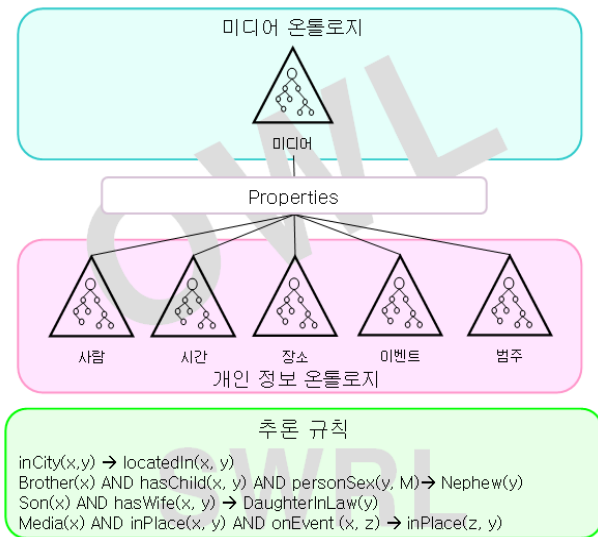 미디어 온톨로지
미디어
Properties
사람 시간 장소 이벤트 범주
개인 정보 온톨로지
추론 규칙
inCity(x,y) → locatedIn(x, y)
Brother(x) AND hasChild(x, y) AND personSex(y, M)→ Nephew(y)
Son(x) AND hasWife(x, y) → DaughterInLaw(y)
Media(x) AND inPlace(x, y) AND onEvent (x, z) → inPlace(z, y)
OWL
SWRL